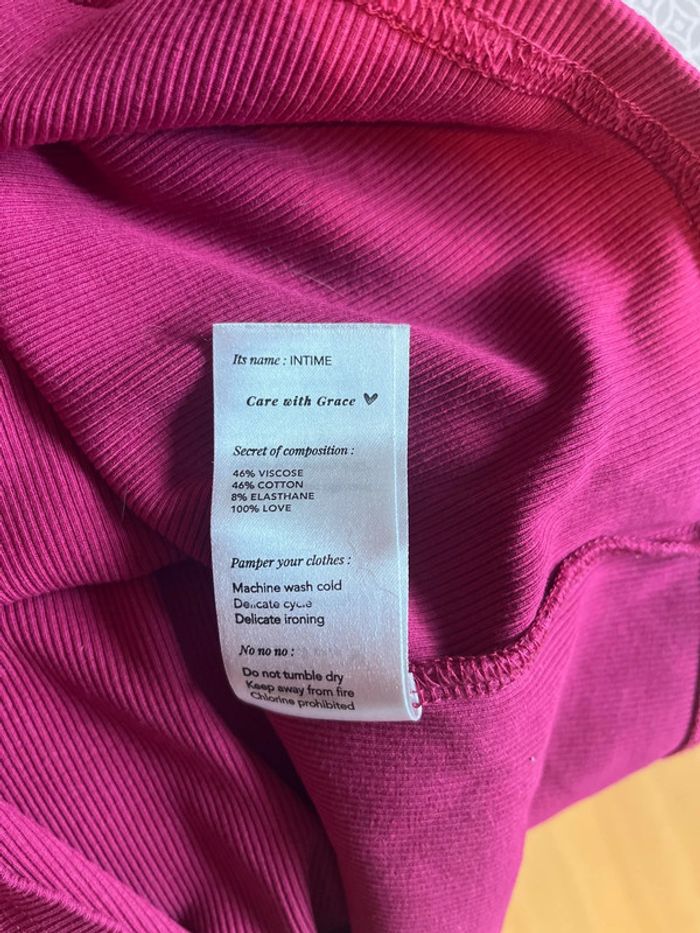 Its name : INTIME
Care with Grace
Secret of composition :
46% VISCOSE
46% COTTON
8% ELASTHANE
100% LOVE
Pamper your clothes :
Machine wash cold
Delicate cycle
Delicate ironing
No no no :
Do not tumble dry
Keep away from fire
Chlorine prohibited